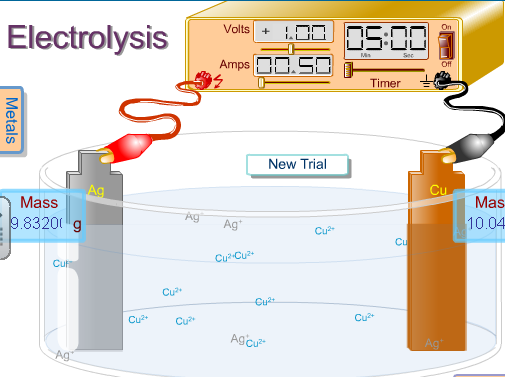 Electrolysis
Volts
+ 1.00
Amps
00.50
05:00
Min Sec
Timer
On
Off
Metals
New Trial
Ag
Cu
Mass
9.8320
g
Mas
10.04
Ag⁺
Ag⁺
Cu²⁺
Cu²⁺
Cu²⁺
Cu
Cu²⁺
Cu²⁺
Cu²⁺
Cu²⁺
Cu²⁺
Cu²⁺
Ag⁺
Cu²⁺
Ag⁺
Ag⁺